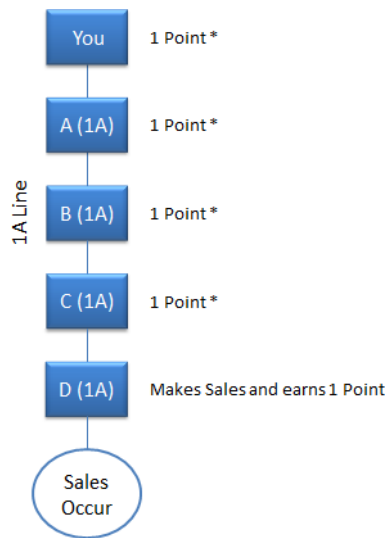 You 1 Point *
A (1A) 1 Point *
1A Line
B (1A) 1 Point *
C (1A) 1 Point *
D (1A) Makes Sales and earns 1 Point
Sales
Occur